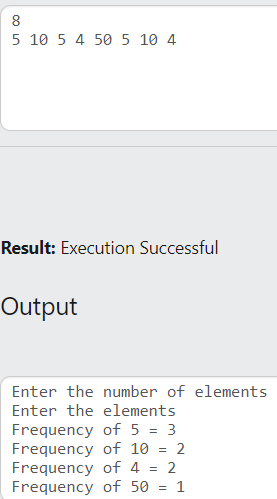 8
5 10 5 4 50 5 10 4
Result: Execution Successful
Output
Enter the number of elements
Enter the elements
Frequency of 5 = 3
Frequency of 10 = 2
Frequency of 4 = 2
Frequency of 50 = 1